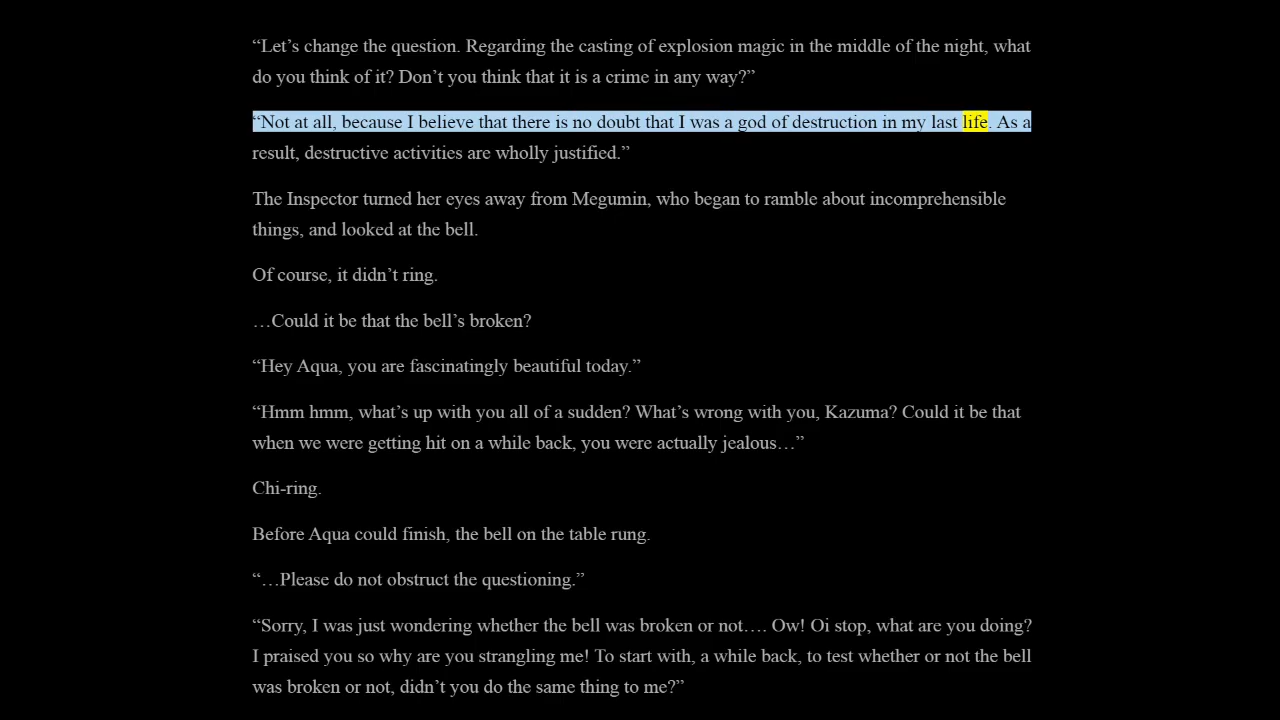 “Let’s change the question. Regarding the casting of explosion magic in the middle of the night, what
do you think of it? Don’t you think that it is a crime in any way?”
“Not at all, because I believe that there is no doubt that I was a god of destruction in my last life. As a
result, destructive activities are wholly justified.”
The Inspector turned her eyes away from Megumin, who began to ramble about incomprehensible
things, and looked at the bell.
Of course, it didn’t ring.
…Could it be that the bell’s broken?
“Hey Aqua, you are fascinatingly beautiful today.”
“Hmm hmm, what’s up with you all of a sudden? What’s wrong with you, Kazuma? Could it be that
when we were getting hit on a while back, you were actually jealous…”
Chi-ring.
Before Aqua could finish, the bell on the table rung.
“…Please do not obstruct the questioning.”
“Sorry, I was just wondering whether the bell was broken or not…. Ow! Oi stop, what are you doing?
I praised you so why are you strangling me! To start with, a while back, to test whether or not the bell
was broken or not, didn’t you do the same thing to me?”